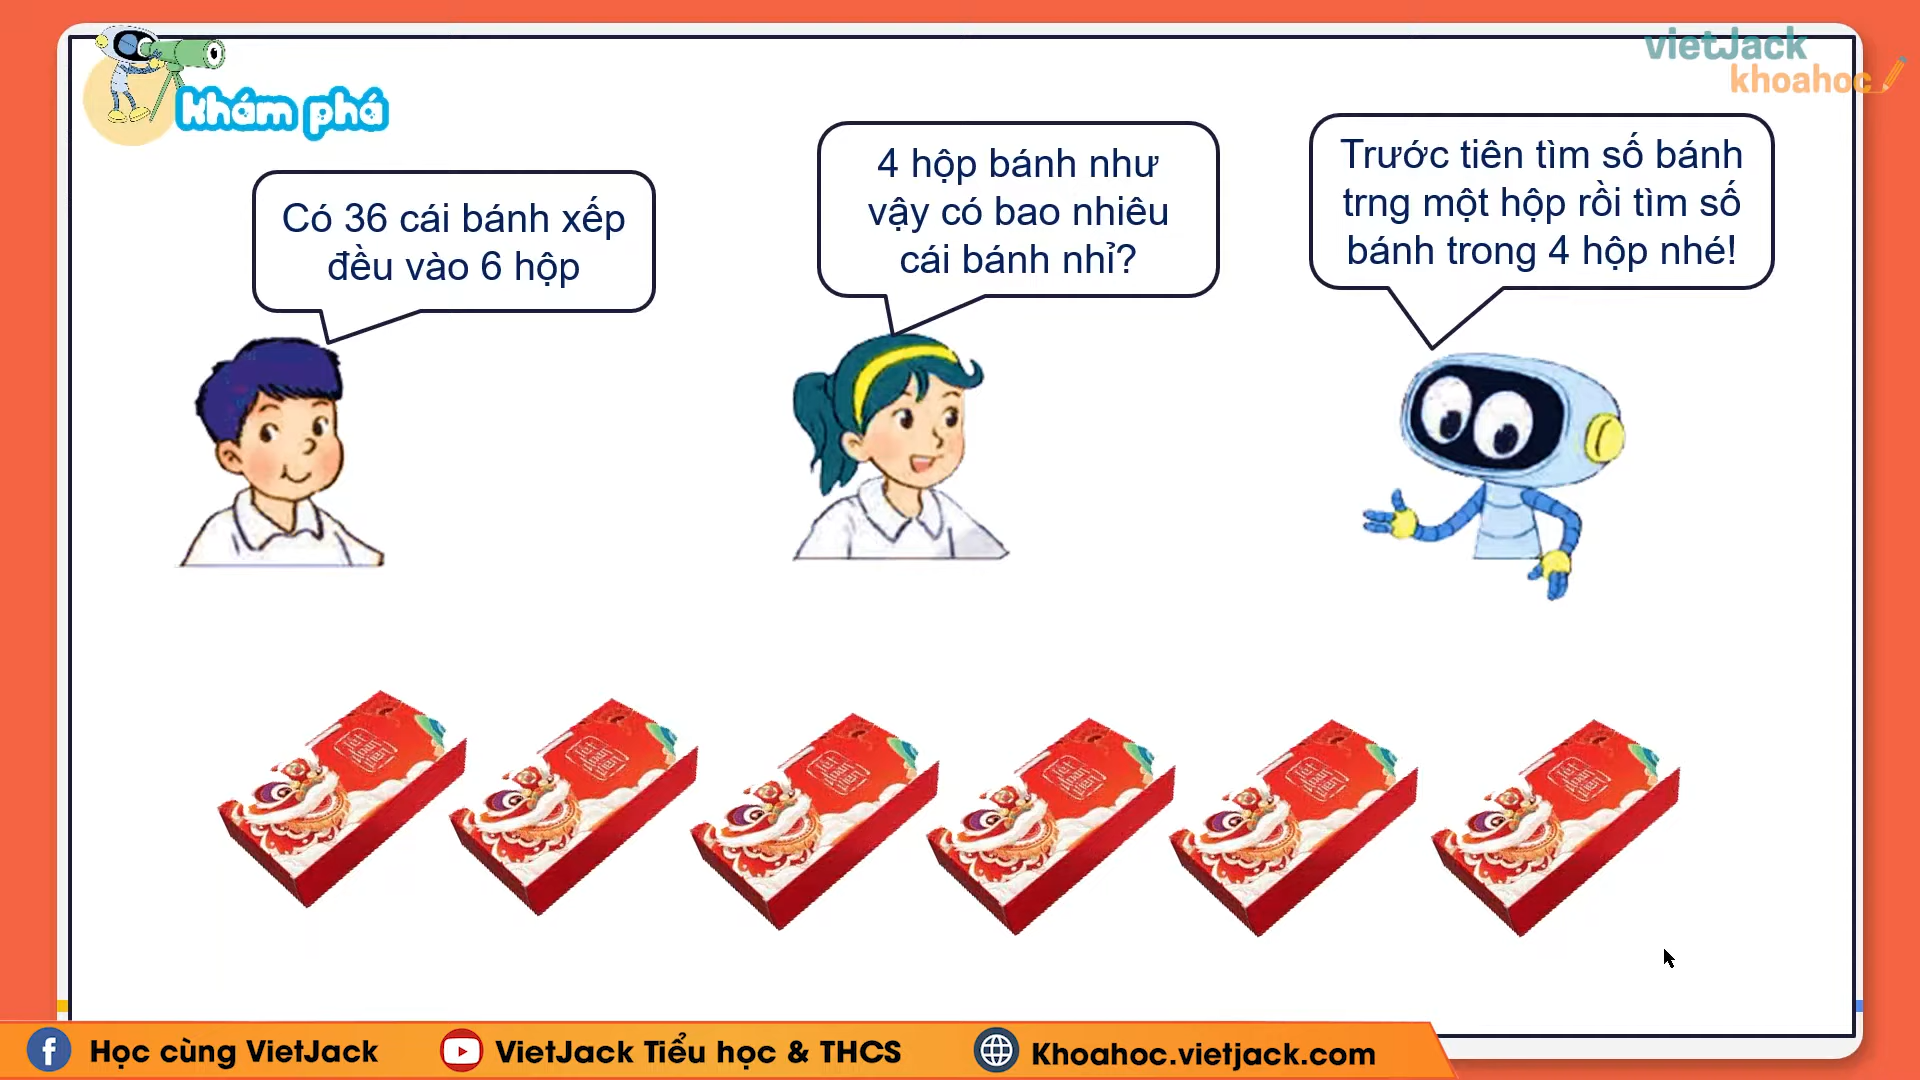 vietJack
khoahoc
khám phá
Có 36 cái bánh xếp
đều vào 6 hộp
4 hộp bánh như
vậy có bao nhiêu
cái bánh nhỉ?
Trước tiên tìm số bánh
trng một hộp rồi tìm số
bánh trong 4 hộp nhé!
Học cùng VietJack
VietJack Tiểu học & THCS
Khoahoc.vietjack.com